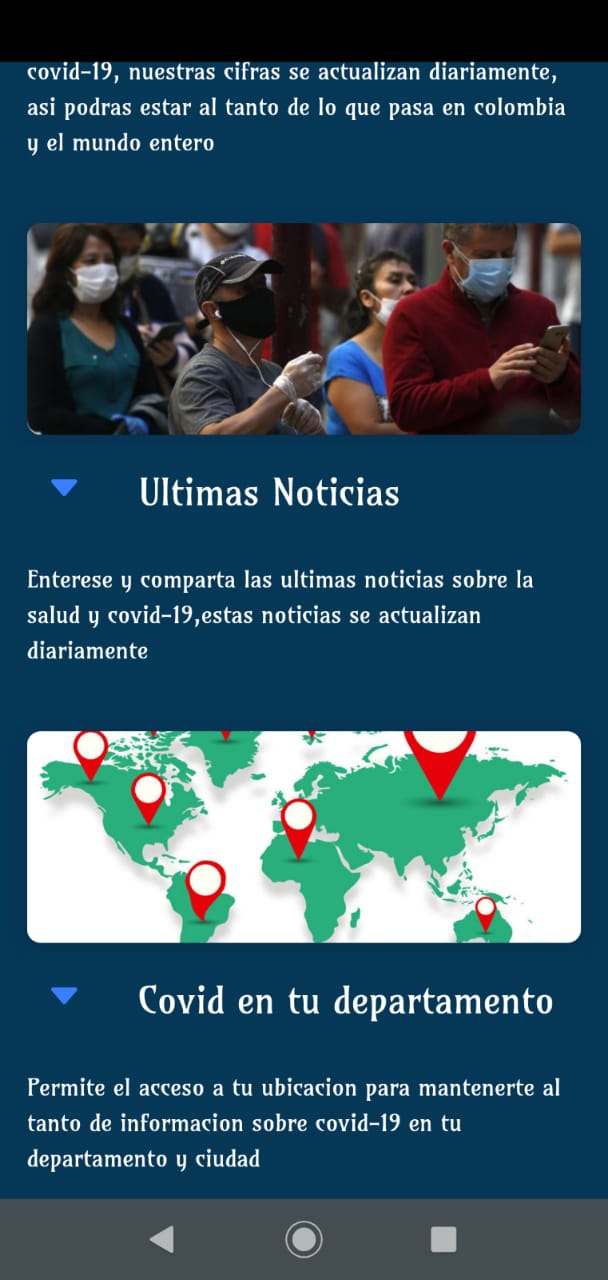 covid-19, nuestras cifras se actualizan diariamente,
asi podras estar al tanto de lo que pasa en colombia
y el mundo entero
Ultimas Noticias
Enterese y comparta las ultimas noticias sobre la
salud y covid-19,estas noticias se actualizan
diariamente
Covid en tu departamento
Permite el acceso a tu ubicacion para mantenerte al
tanto de informacion sobre covid-19 en tu
departamento y ciudad